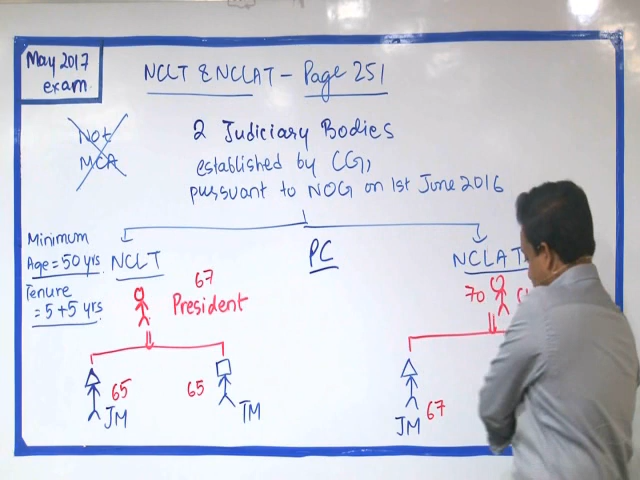 May 2017
exam
NCLT & NCLAT - Page 251
Not
MCA
2 Judiciary Bodies
established by CG,
pursuant to NOG on 1st June 2016
Minimum
Age = 50 yrs
Tenure
= 5+5 yrs
NCLT
PC
NCLAT
67
President
70
65
JM
65
TM
67
JM